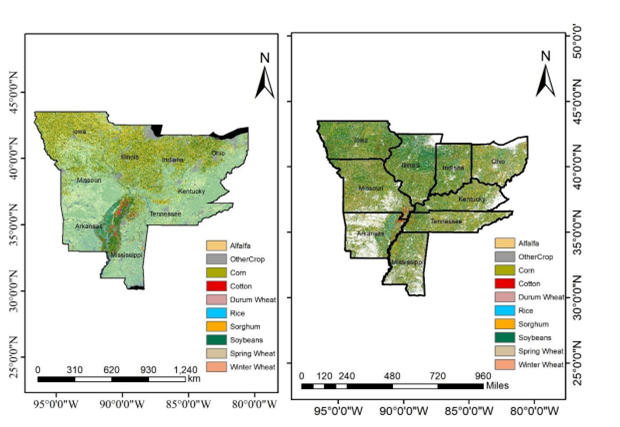 N
45°0'0"N
40°0'0"N
35°0'0"N
30°0'0"N
25°0'0"N
Iowa
Illinois
Indiana
Ohio
Missouri
Kentucky
Tennessee
Arkansas
Mississippi
Alfalfa
OtherCrop
Corn
Cotton
Durum Wheat
Rice
Sorghum
Soybeans
Spring Wheat
Winter Wheat
0 310 620 930 1,240
km
95°0'0"W 90°0'0"W 85°0'0"W 80°0'0"W
N
50°0'0'
45°0'0"N
40°0'0"N
35°0'0"N
30°0'0"N
25°0'0"N
Iowa
Illinois
Indiana
Ohio
Missouri
Kentucky
Tennessee
Arkansas
Mississippi
Alfalfa
OtherCrop
Corn
Cotton
Durum Wheat
Rice
Sorghum
Soybeans
Spring Wheat
Winter Wheat
0 120 240 480 720 960
Miles
95°0'0"W 90°0'0"W 85°0'0"W 80°0'0"W